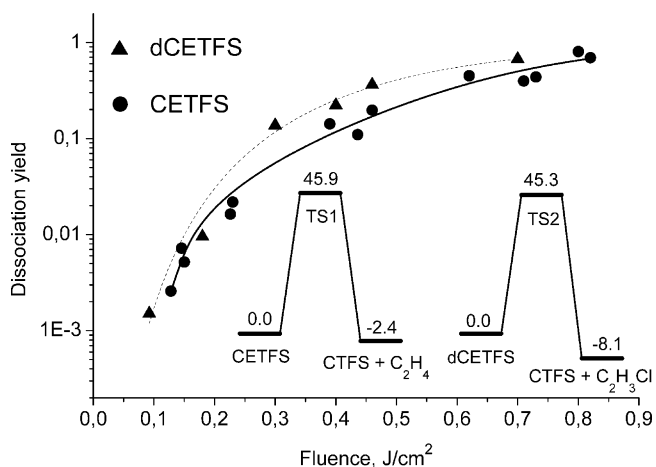 dCETFS
CETFS
Dissociation yield
1
0,1
0,01
1E-3
45.9
TS1
0.0
CETFS
-2.4
CTFS + C₂H₄
45.3
TS2
0.0
dCETFS
-8.1
CTFS + C₂H₃Cl
0,0 0,1 0,2 0,3 0,4 0,5 0,6 0,7 0,8 0,9
Fluence, J/cm²